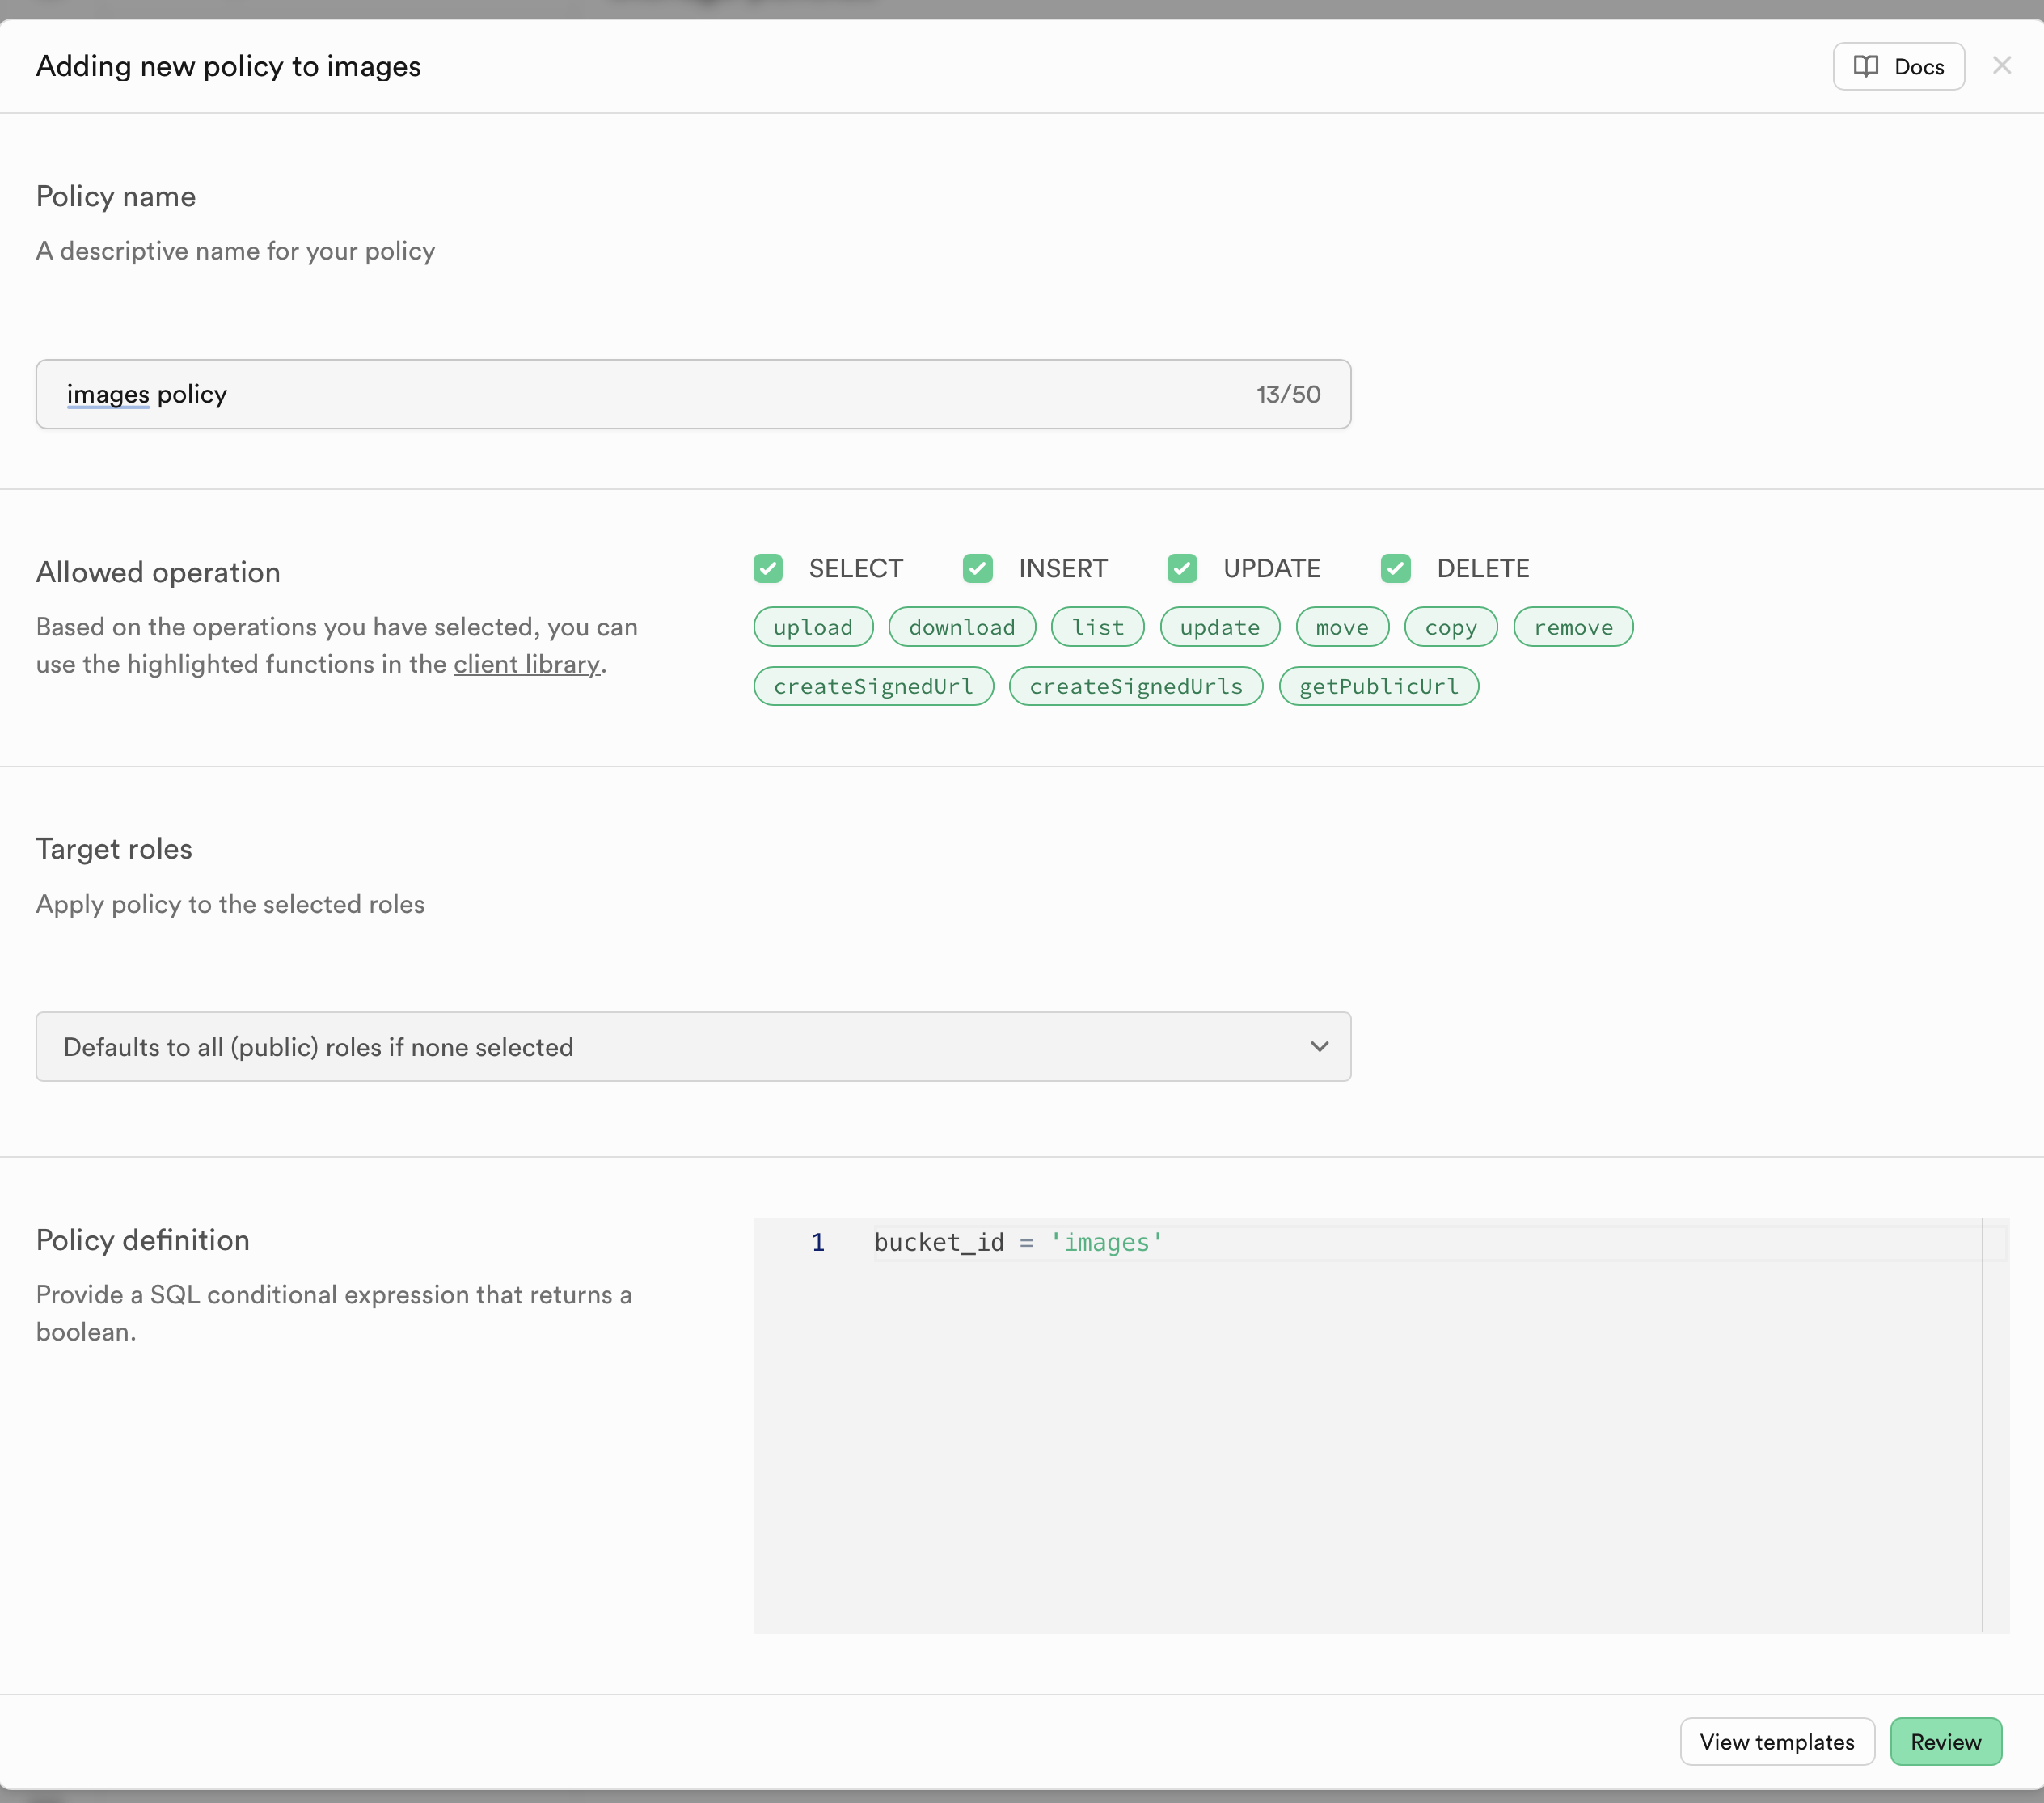 Adding new policy to images
Docs
Policy name
A descriptive name for your policy
images policy
13/50
Allowed operation
Based on the operations you have selected, you can
use the highlighted functions in the client library.
SELECT INSERT UPDATE DELETE
upload download list update move copy remove
createSignedUrl createSignedUrls getPublicUrl
Target roles
Apply policy to the selected roles
Defaults to all (public) roles if none selected
Policy definition
Provide a SQL conditional expression that returns a
boolean.
1 bucket_id = 'images'
View templates Review